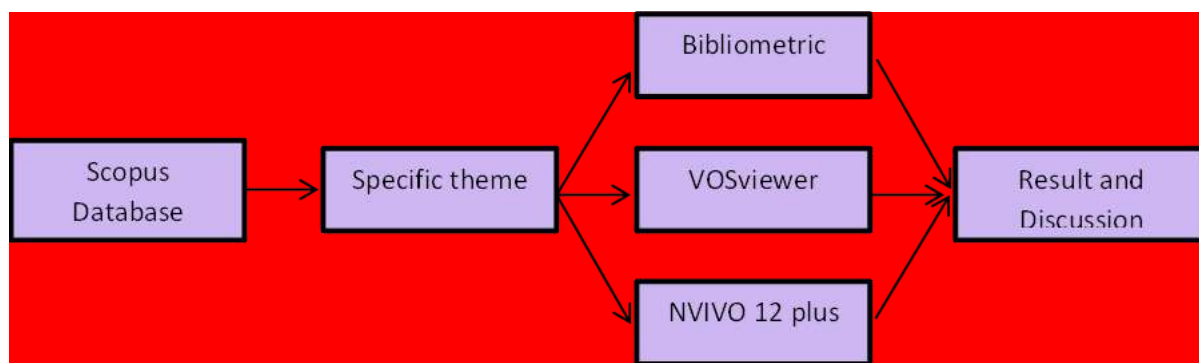 Scopus
Database
Specific theme
Bibliometric
VOSviewer
NVIVO 12 plus
Result and
Discussion